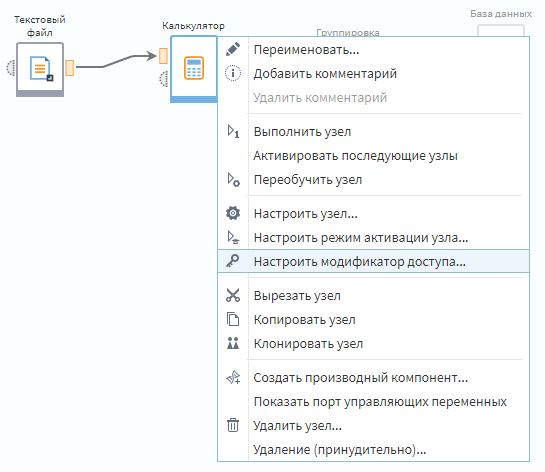 Текстовый
файл
Калькулятор
Группировка
База данных
Переименовать...
Добавить комментарий
Удалить комментарий
Выполнить узел
Активировать последующие узлы
Переобучить узел
Настроить узел...
Настроить режим активации узла...
Настроить модификатор доступа...
Вырезать узел
Копировать узел
Клонировать узел
Создать производный компонент...
Показать порт управляющих переменных
Удалить узел...
Удаление (принудительно)...